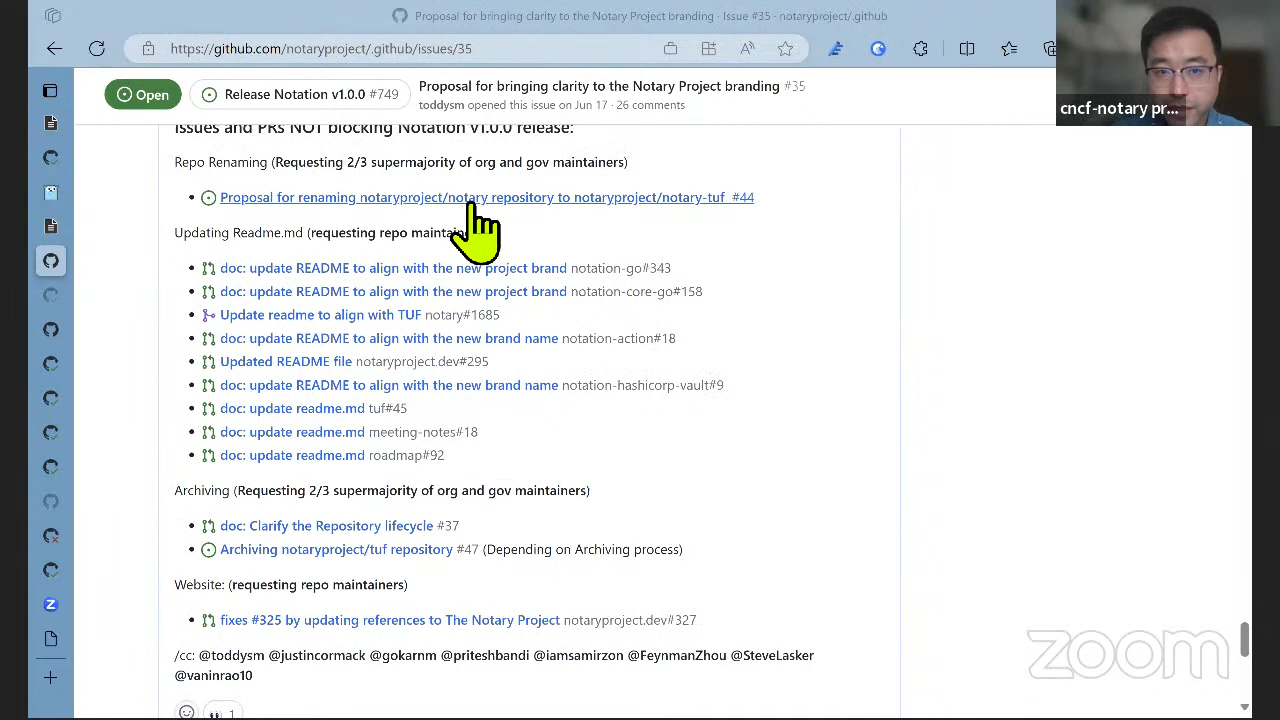 Proposal for bringing clarity to the Notary Project branding · Issue #35 · notaryproject/.github
https://github.com/notaryproject/.github/issues/35
cncf-notary pr...
Open
Release Notation v1.0.0 #749
Proposal for bringing clarity to the Notary Project branding #35
toddysm opened this issue on Jun 17 · 26 comments
Issues and PRs NOT blocking Notation v1.0.0 release:
Repo Renaming (Requesting 2/3 supermajority of org and gov maintainers)
Proposal for renaming notaryproject/notary repository to notaryproject/notary-tuf #44
Updating Readme.md (requesting repo
doc: update README to align with the new project brand notation-go#343
doc: update README to align with the new project brand notation-core-go#158
Update readme to align with TUF notary#1685
doc: update README to align with the new brand name notation-action#18
Updated README file notaryproject.dev#295
doc: update README to align with the new brand name notation-hashicorp-vault#9
doc: update readme.md tuf#45
doc: update readme.md meeting-notes#18
doc: update readme.md roadmap#92
Archiving (Requesting 2/3 supermajority of org and gov maintainers)
doc: Clarify the Repository lifecycle #37
Archiving notaryproject/tuf repository #47 (Depending on Archiving process)
Website: (requesting repo maintainers)
fixes #325 by updating references to The Notary Project notaryproject.dev#327
/cc: @toddysm @justincormack @gokarnm @priteshbandi @iamsamirzon @FeynmanZhou @SteveLasker
@vaninrao10
1
zoom